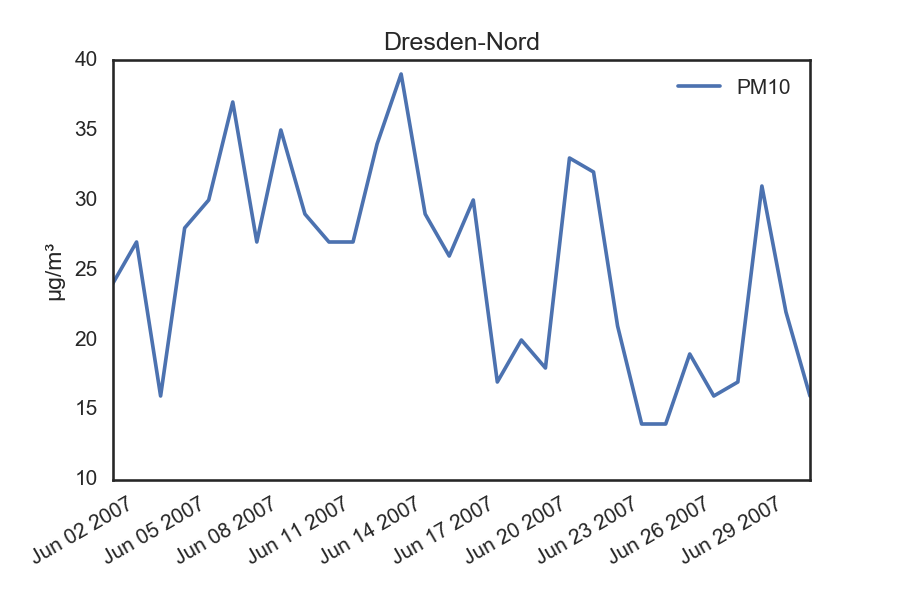 Dresden-Nord
40
35
30
25
20
15
10
µg/m³
PM10
Jun 02 2007
Jun 05 2007
Jun 08 2007
Jun 11 2007
Jun 14 2007
Jun 17 2007
Jun 20 2007
Jun 23 2007
Jun 26 2007
Jun 29 2007